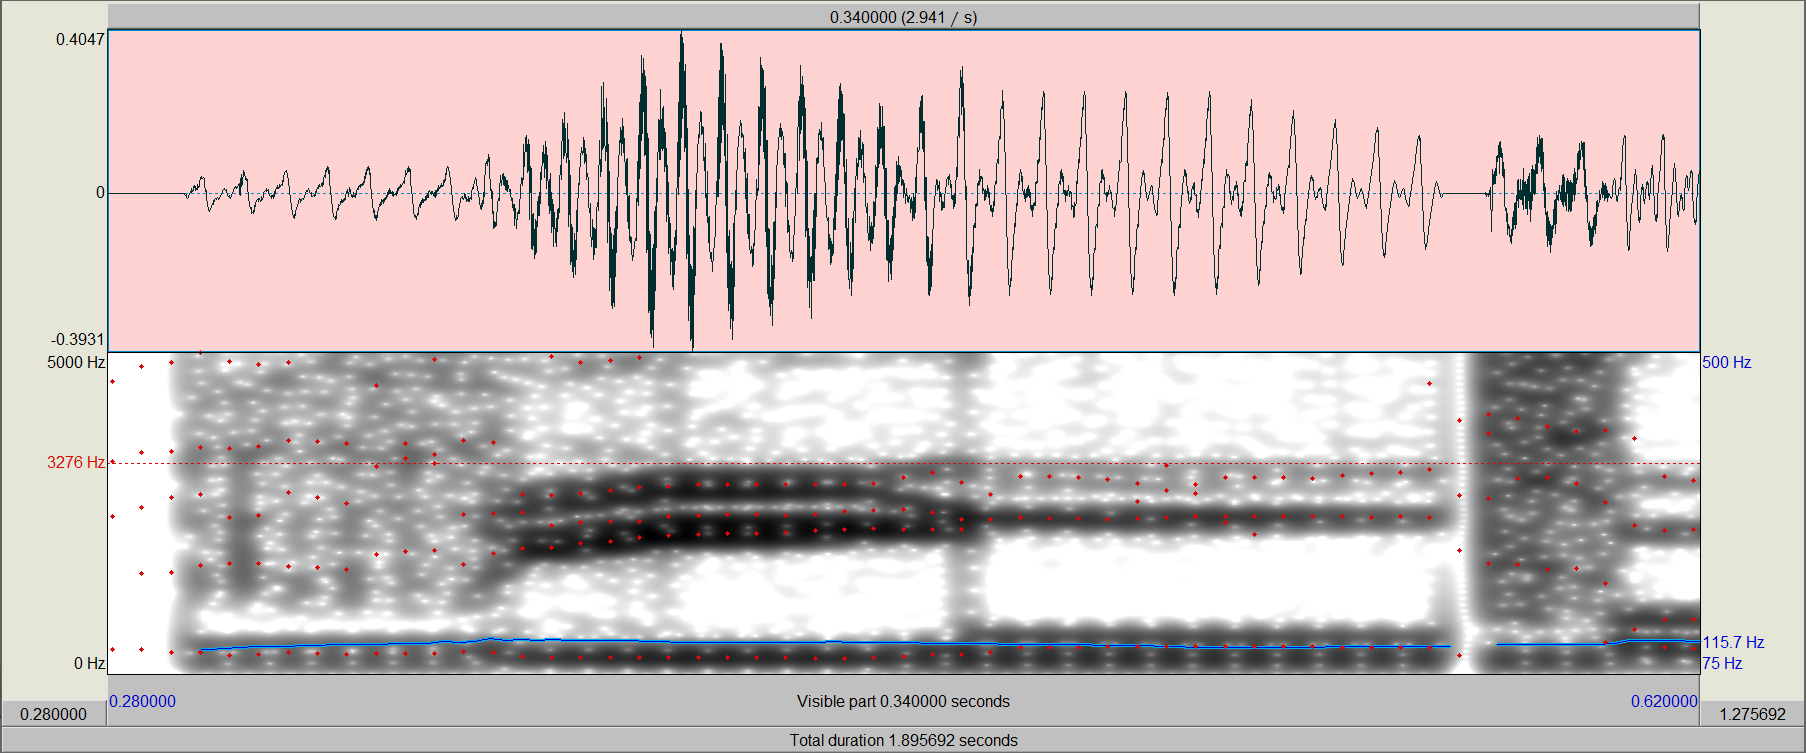 0.340000 (2.941 / s)
0.4047
0
-0.3931
5000 Hz
500 Hz
3276 Hz
115.7 Hz
0 Hz
75 Hz
0.280000
Visible part 0.340000 seconds
0.620000
0.280000
1.275692
Total duration 1.895692 seconds